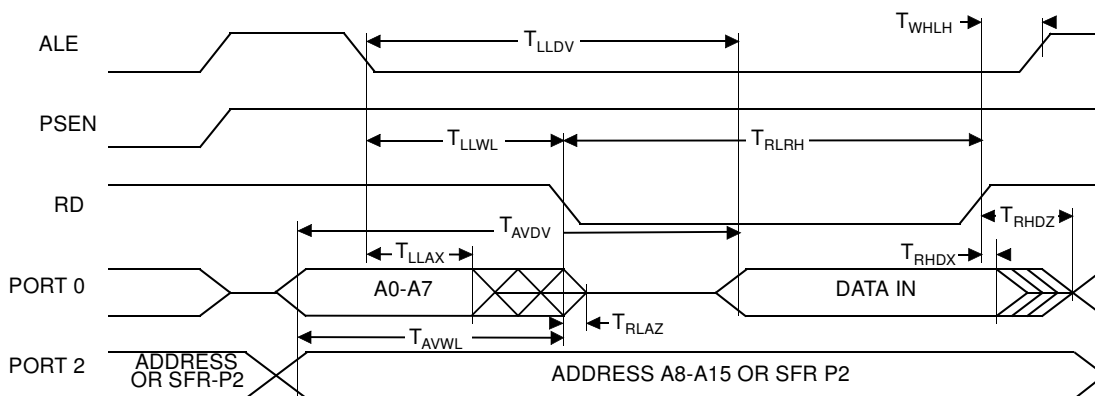 ALE
T_WHLH
T_LLDV
PSEN
T_LLWL
T_RLRH
RD
T_AVDV
T_RHDZ
T_LLAX
T_RHDX
PORT 0
A0-A7
DATA IN
T_RLAZ
T_AVWL
PORT 2
ADDRESS
OR SFR-P2
ADDRESS A8-A15 OR SFR P2